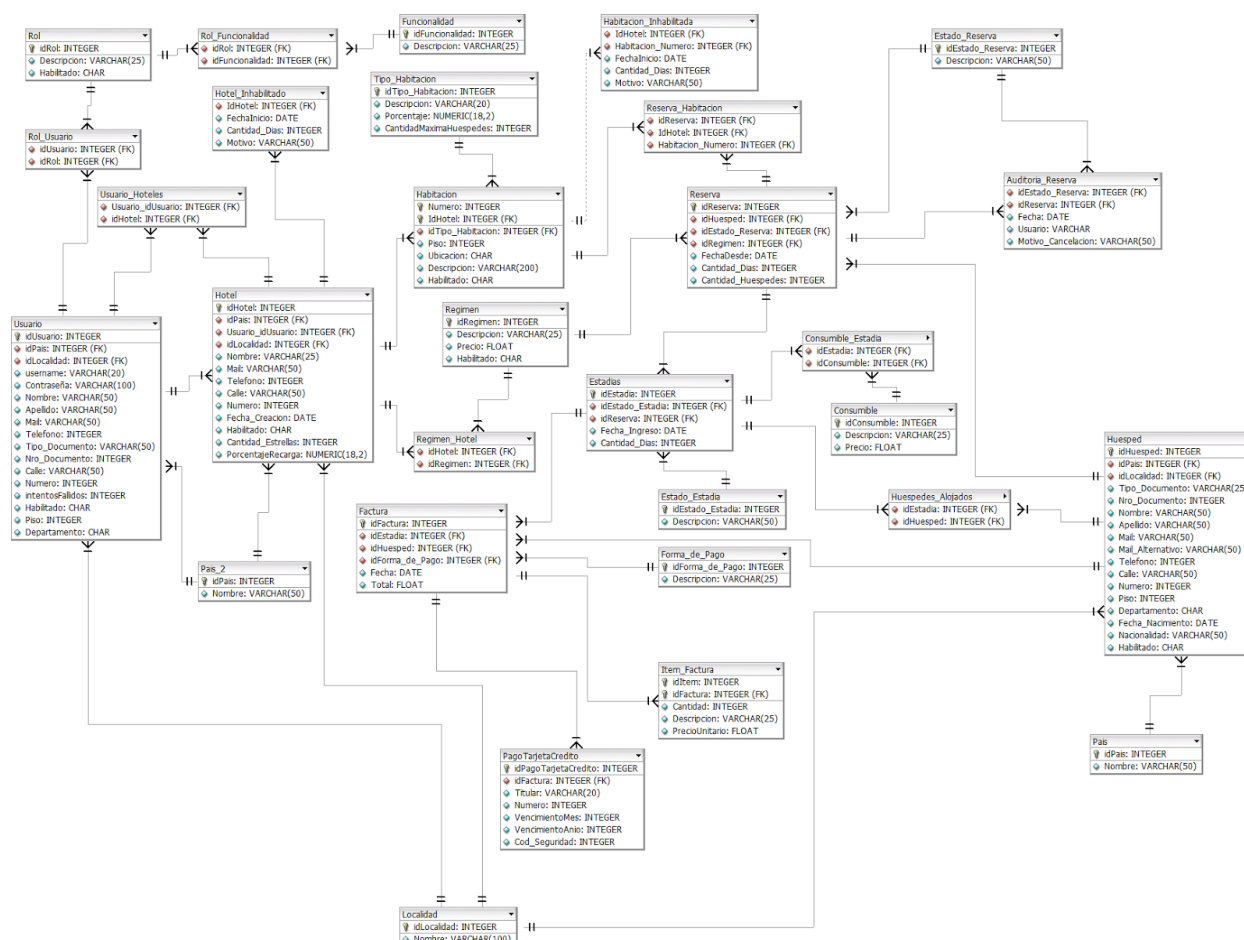 Rol
idRol: INTEGER
Descripcion: VARCHAR(25)
Habilitado: CHAR
Rol_Funcionalidad
idRol: INTEGER (FK)
idFuncionalidad: INTEGER (FK)
Funcionalidad
idFuncionalidad: INTEGER
Descripcion: VARCHAR(25)
Habitacion_Inhabilitada
IdHotel: INTEGER (FK)
Habitacion_Numero: INTEGER (FK)
FechaInicio: DATE
Cantidad_Dias: INTEGER
Motivo: VARCHAR(50)
Estado_Reserva
idEstado_Reserva: INTEGER
Descripcion: VARCHAR(50)
Tipo_Habitacion
idTipo_Habitacion: INTEGER
Descripcion: VARCHAR(20)
Porcentaje: NUMERIC(18,2)
CantidadMaximaHuespedes: INTEGER
Hotel_Inhabilitado
IdHotel: INTEGER (FK)
FechaInicio: DATE
Cantidad_Dias: INTEGER
Motivo: VARCHAR(50)
Reserva_Habitacion
idReserva: INTEGER (FK)
IdHotel: INTEGER (FK)
Habitacion_Numero: INTEGER (FK)
Rol_Usuario
idUsuario: INTEGER (FK)
idRol: INTEGER (FK)
Usuario_Hoteles
Usuario_idUsuario: INTEGER (FK)
idHotel: INTEGER (FK)
Habitacion
Numero: INTEGER
IdHotel: INTEGER (FK)
idTipo_Habitacion: INTEGER (FK)
Piso: INTEGER
Ubicacion: CHAR
Descripcion: VARCHAR(200)
Habilitado: CHAR
Reserva
idReserva: INTEGER
idHuesped: INTEGER (FK)
idEstado_Reserva: INTEGER (FK)
idRegimen: INTEGER (FK)
FechaDesde: DATE
Cantidad_Dias: INTEGER
Cantidad_Huespedes: INTEGER
Auditoria_Reserva
idEstado_Reserva: INTEGER (FK)
idReserva: INTEGER (FK)
Fecha: DATE
Usuario: VARCHAR
Motivo_Cancelacion: VARCHAR(50)
Usuario
idUsuario: INTEGER
idPais: INTEGER (FK)
idLocalidad: INTEGER (FK)
username: VARCHAR(20)
Contraseña: VARCHAR(100)
Nombre: VARCHAR(50)
Apellido: VARCHAR(50)
Mail: VARCHAR(50)
Telefono: INTEGER
Tipo_Documento: VARCHAR(50)
Nro_Documento: INTEGER
Calle: VARCHAR(50)
Numero: INTEGER
intentosFallidos: INTEGER
Habilitado: CHAR
Piso: INTEGER
Departamento: CHAR
Hotel
idHotel: INTEGER
idPais: INTEGER (FK)
Usuario_idUsuario: INTEGER (FK)
idLocalidad: INTEGER (FK)
Nombre: VARCHAR(25)
Mail: VARCHAR(50)
Telefono: INTEGER
Calle: VARCHAR(50)
Numero: INTEGER
Fecha_Creacion: DATE
Habilitado: CHAR
Cantidad_Estrellas: INTEGER
PorcentajeRecarga: NUMERIC(18,2)
Regimen
idRegimen: INTEGER
Descripcion: VARCHAR(25)
Precio: FLOAT
Habilitado: CHAR
Consumible_Estadia
idEstadia: INTEGER (FK)
idConsumible: INTEGER (FK)
Estadias
idEstadia: INTEGER
idEstado_Estadia: INTEGER (FK)
idReserva: INTEGER (FK)
Fecha_Ingreso: DATE
Cantidad_Dias: INTEGER
Consumible
idConsumible: INTEGER
Descripcion: VARCHAR(25)
Precio: FLOAT
Regimen_Hotel
idHotel: INTEGER (FK)
idRegimen: INTEGER (FK)
Huesped
idHuesped: INTEGER
idPais: INTEGER (FK)
idLocalidad: INTEGER (FK)
Tipo_Documento: VARCHAR(25
Nro_Documento: INTEGER
Nombre: VARCHAR(50)
Apellido: VARCHAR(50)
Mail: VARCHAR(50)
Mail_Alternativo: VARCHAR(50)
Telefono: INTEGER
Calle: VARCHAR(50)
Numero: INTEGER
Piso: INTEGER
Departamento: CHAR
Fecha_Nacimiento: DATE
Nacionalidad: VARCHAR(50)
Habilitado: CHAR
Estado_Estadia
idEstado_Estadia: INTEGER
Descripcion: VARCHAR(50)
Huespedes_Alojados
idEstadia: INTEGER (FK)
idHuesped: INTEGER (FK)
Factura
idFactura: INTEGER
idEstadia: INTEGER (FK)
idHuesped: INTEGER (FK)
idForma_de_Pago: INTEGER (FK)
Fecha: DATE
Total: FLOAT
Forma_de_Pago
idForma_de_Pago: INTEGER
Descripcion: VARCHAR(25)
Pais_2
idPais: INTEGER
Nombre: VARCHAR(50)
Item_Factura
idItem: INTEGER
idFactura: INTEGER (FK)
Cantidad: INTEGER
Descripcion: VARCHAR(25)
PrecioUnitario: FLOAT
Pais
idPais: INTEGER
Nombre: VARCHAR(50)
PagoTarjetaCredito
idPagoTarjetaCredito: INTEGER
idFactura: INTEGER (FK)
Titular: VARCHAR(20)
Numero: INTEGER
VencimientoMes: INTEGER
VencimientoAnio: INTEGER
Cod_Seguridad: INTEGER
Localidad
idLocalidad: INTEGER
Nombre: VARCHAR(100)